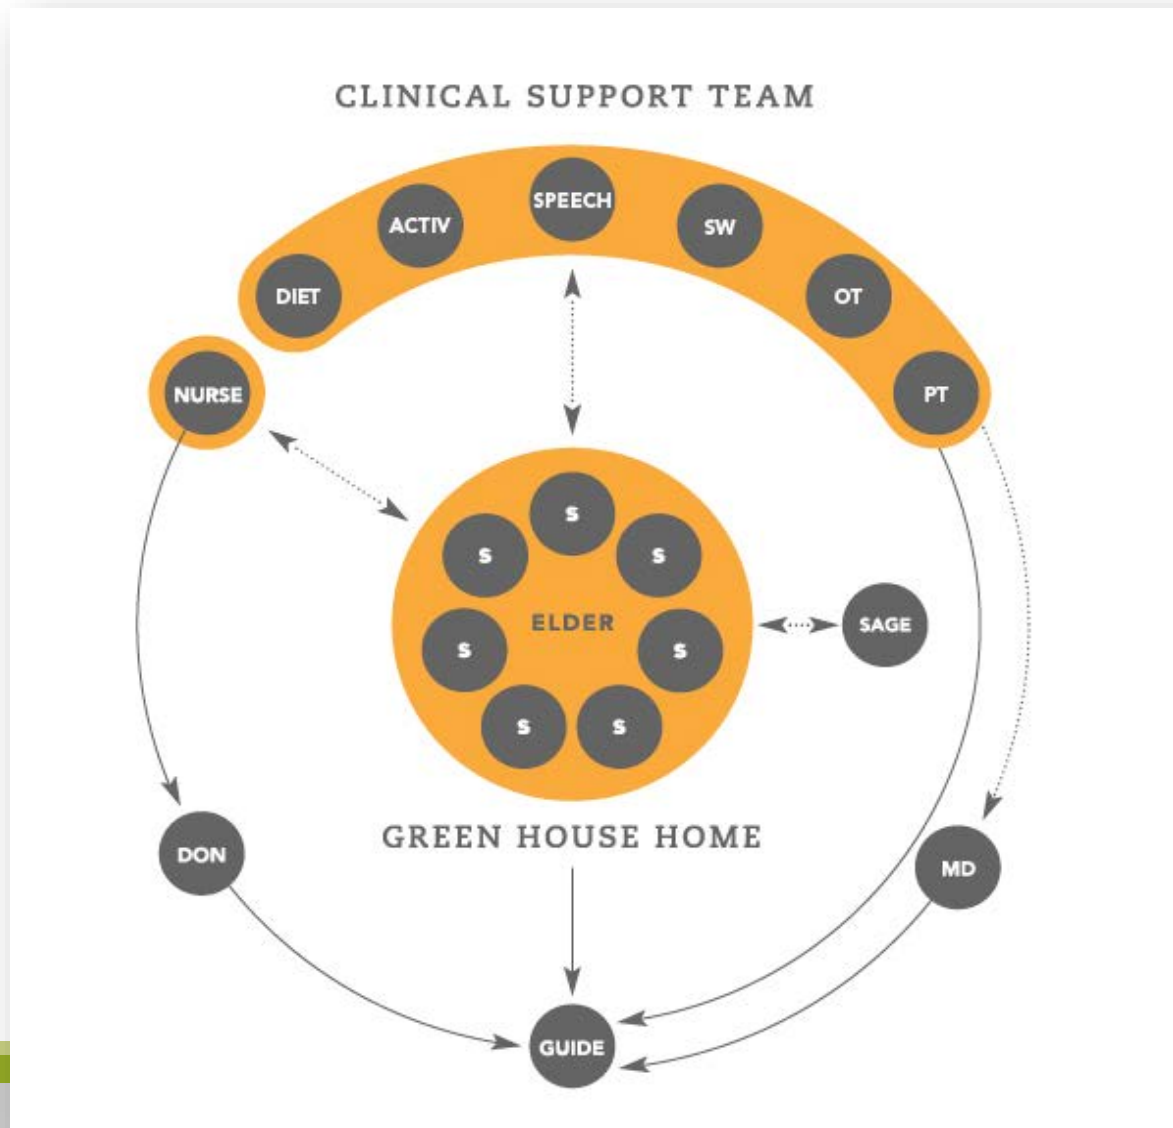 CLINICAL SUPPORT TEAM
SPEECH
ACTIV
SW
DIET
OT
NURSE
PT
S
S
S
ELDER
SAGE
S
S
S
S
GREEN HOUSE HOME
DON
MD
GUIDE